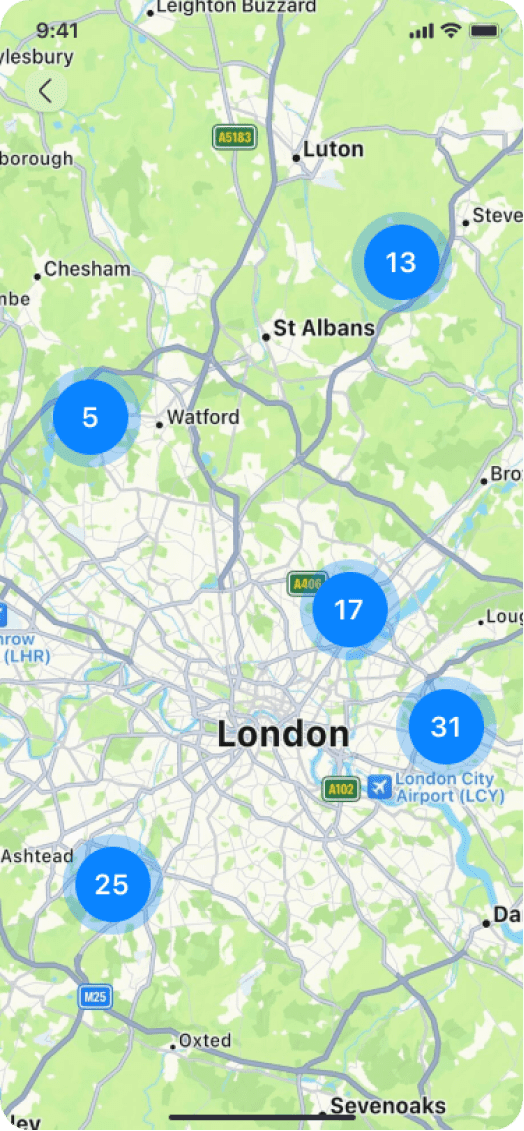 Leighton Buzzard
9:41
ylesbury
A5183
Luton
borough
Steve
13
Chesham
mbe
St Albans
5
Watford
Bro
A406
17
Loug
hrow
(LHR)
31
London
London City
Airport (LCY)
A102
Ashtead
25
Da
M25
Oxted
Sevenoaks
ley